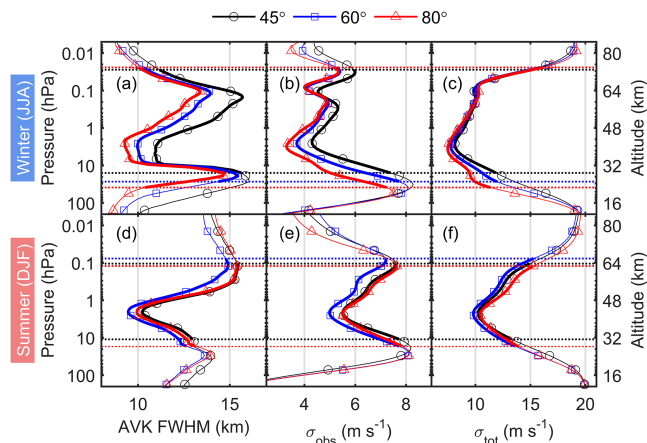 45° 60° 80°
Winter (JJA)
Pressure (hPa)
0.01
0.1
1
10
100
(a)
(b)
(c)
80
64
48
32
16
Altitude (km)
Summer (DJF)
Pressure (hPa)
0.01
0.1
1
10
100
(d)
(e)
(f)
80
64
48
32
16
Altitude (km)
10 15
4 6 8
10 15 20
AVK FWHM (km)
σobs (m s⁻¹)
σtot (m s⁻¹)